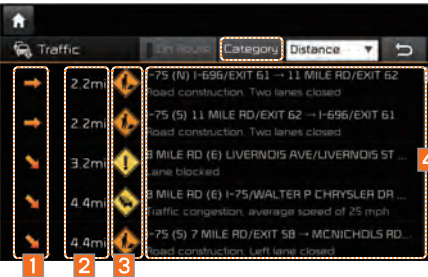 Traffic On Route Category Distance
I-75 (N) I-696/EXIT 61 → 11 MILE RD/EXIT 62
2.2mi
Road construction. Two lanes closed
I-75 (S) 11 MILE RD/EXIT 62 → I-696/EXIT 61
2.2mi
Road construction. Two lanes closed
8 MILE RD (E) LIVERNOIS AVE/LIVERNOIS ST ...
3.2mi
Lane blocked
4
8 MILE RD (E) I-75/WALTER P CHRYSLER DR ...
4.4mi
Traffic congestion, average speed of 25 mph
I-75 (S) 7 MILE RD/EXIT 58 → MCNICHOLS RD...
4.4mi
Road construction. Left lane closed
1 2 3